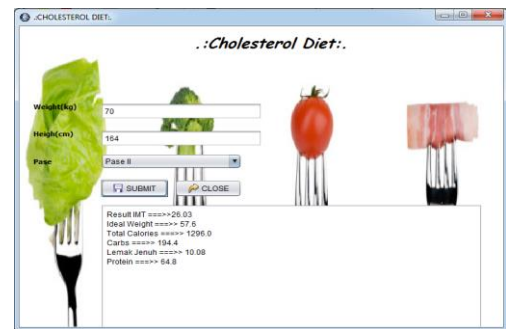 .:CHOLESTEROL DIET:.
.:Cholesterol Diet:.
Weight(kg)
70
Heigh(cm)
164
Pase
Pase II
SUBMIT
CLOSE
Result IMT ===>>26.03
Ideal Weight ===>> 57.6
Total Calories ===>> 1296.0
Carbs ===>> 194.4
Lemak Jenuh ===>> 10.08
Protein ===>> 64.8